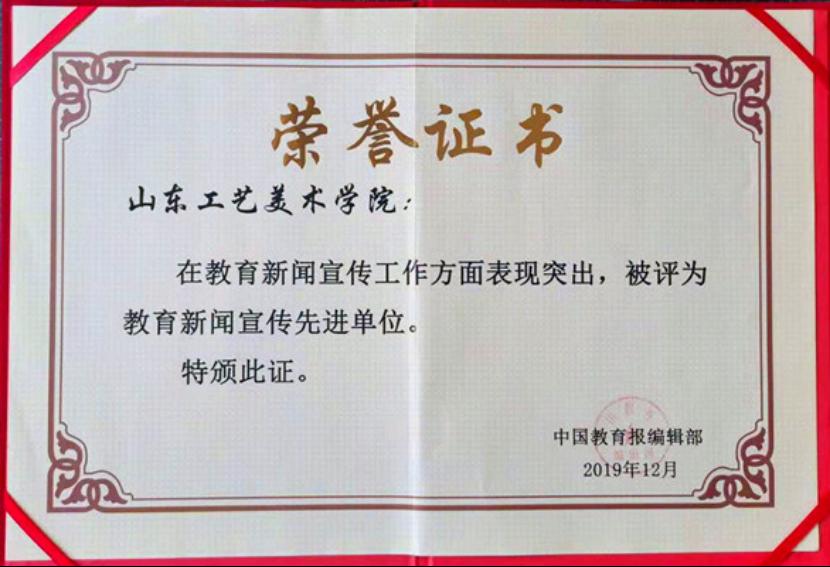 荣誉证书
山东工艺美术学院：
在教育新闻宣传工作方面表现突出，被评为
教育新闻宣传先进单位。
特颁此证。
中国教育报编辑部
2019年12月